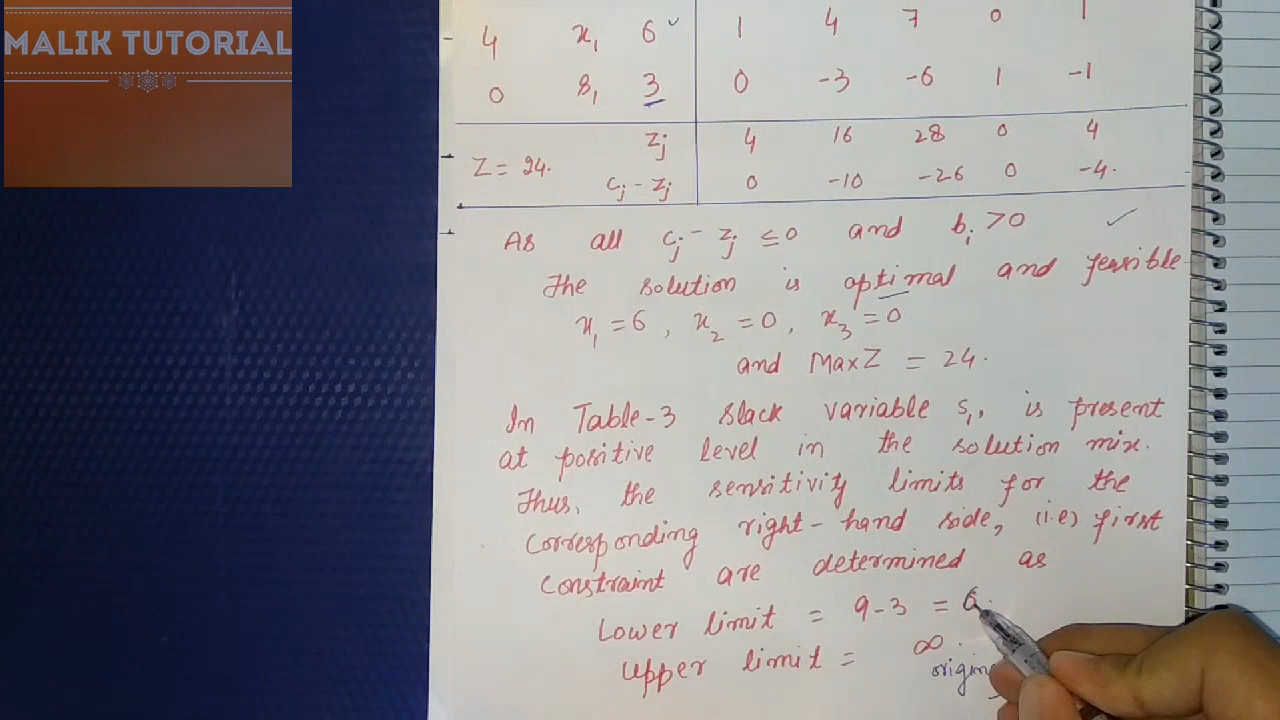 MALIK TUTORIAL
4 x₁ 6 ✓ 1 4 7 0 1
0 s₁ 3 0 -3 -6 1 -1
Zj 4 16 28 0 4
Z = 24.
cj - zj 0 -10 -26 0 -4.
As all cj - zj ≤ 0 and bi > 0 ✓
The solution is optimal and feasible
x₁ = 6, x₂ = 0, x₃ = 0
and Max Z = 24.
In Table-3 slack variable s₁, is present
at positive level in the solution mix.
Thus, the sensitivity limits for the
corresponding right-hand side, (i.e) first
constraint are determined as
Lower limit = 9 - 3 = 6.
Upper limit = ∞.